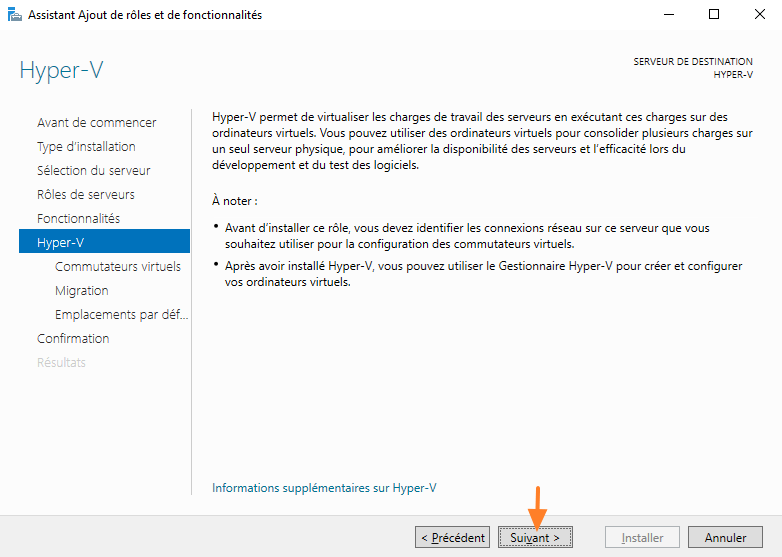 Assistant Ajout de rôles et de fonctionnalités
Hyper-V
SERVEUR DE DESTINATION
HYPER-V
Avant de commencer
Type d'installation
Sélection du serveur
Rôles de serveurs
Fonctionnalités
Hyper-V
Commutateurs virtuels
Migration
Emplacements par déf...
Confirmation
Résultats
Hyper-V permet de virtualiser les charges de travail des serveurs en exécutant ces charges sur des
ordinateurs virtuels. Vous pouvez utiliser des ordinateurs virtuels pour consolider plusieurs charges sur
un seul serveur physique, pour améliorer la disponibilité des serveurs et l'efficacité lors du
développement et du test des logiciels.
À noter :
• Avant d'installer ce rôle, vous devez identifier les connexions réseau sur ce serveur que vous
souhaitez utiliser pour la configuration des commutateurs virtuels.
• Après avoir installé Hyper-V, vous pouvez utiliser le Gestionnaire Hyper-V pour créer et configurer
vos ordinateurs virtuels.
Informations supplémentaires sur Hyper-V
< Précédent
Suivant >
Installer
Annuler